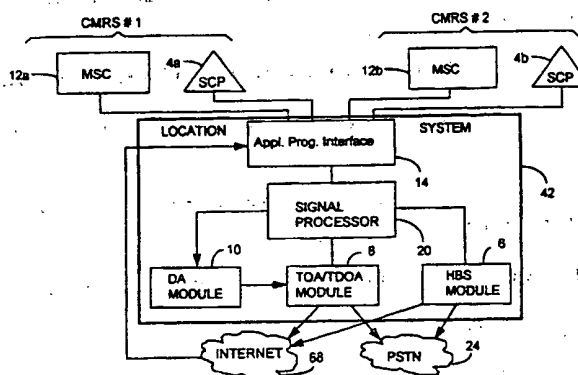 CMRS # 1
CMRS # 2
12a
MSC
4a
SCP
12b
MSC
4b
SCP
LOCATION
SYSTEM
Appl. Prog. Interface
14
42
SIGNAL
PROCESSOR
20
10
DA
MODULE
8
TOA/TDOA
MODULE
6
HBS
MODULE
INTERNET
68
PSTN
24